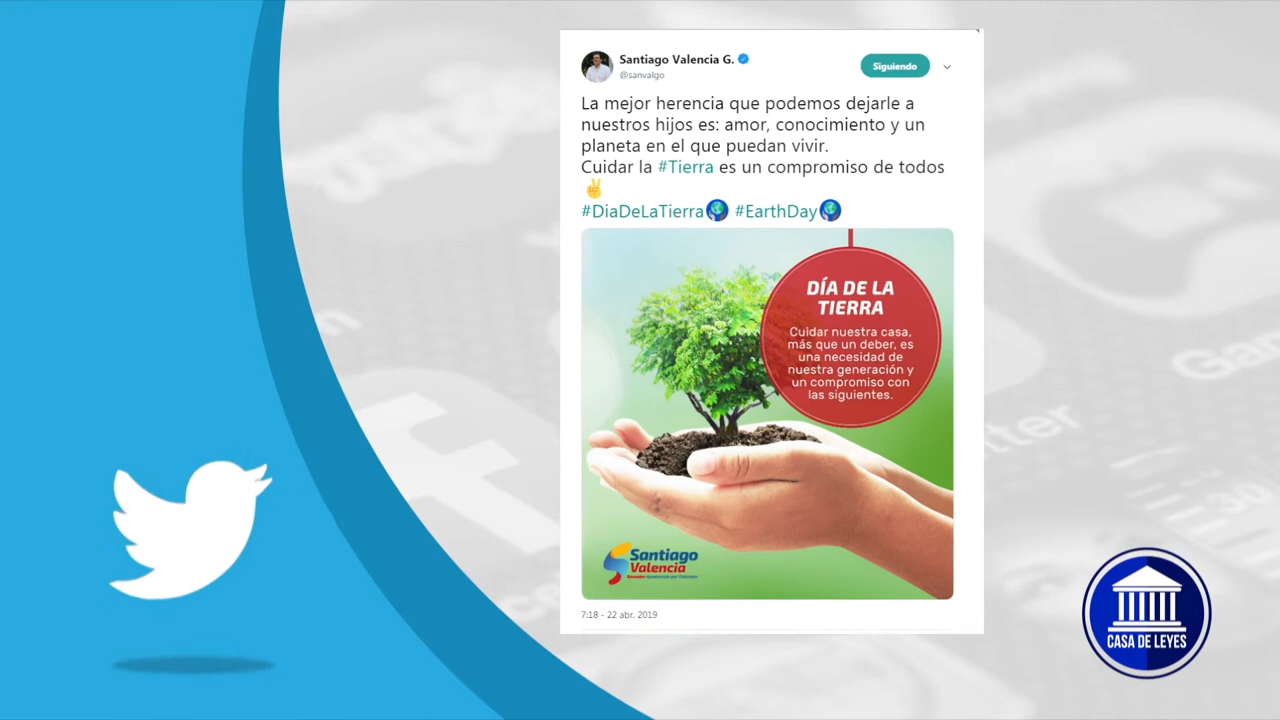 Santiago Valencia G.
@sanvalgo
Siguiendo
La mejor herencia que podemos dejarle a
nuestros hijos es: amor, conocimiento y un
planeta en el que puedan vivir.
Cuidar la #Tierra es un compromiso de todos
#DiaDeLaTierra #EarthDay
DÍA DE LA
TIERRA
Cuidar nuestra casa,
más que un deber, es
una necesidad de
nuestra generación y
un compromiso con
las siguientes.
Santiago
Valencia
7:18 - 22 abr. 2019
CASA DE LEYES